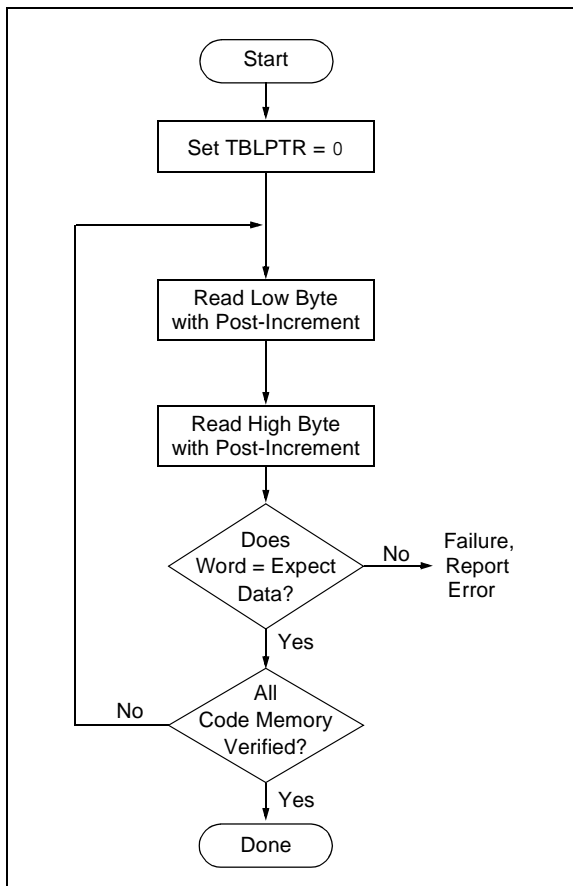 Start
Set TBLPTR = 0
Read Low Byte
with Post-Increment
Read High Byte
with Post-Increment
Does
Word = Expect
Data?
No
Failure,
Report
Error
Yes
All
Code Memory
Verified?
No
Yes
Done